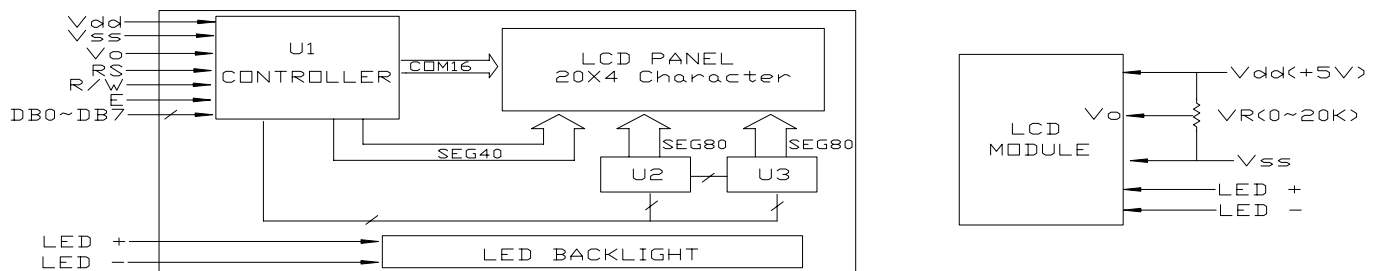 Vdd
Vss
Vo
RS
R/W
E
DB0~DB7
U1
CONTROLLER
COM16
LCD PANEL
20X4 Character
SEG40
SEG80
SEG80
U2
U3
LED +
LED -
LED BACKLIGHT
LCD
MODULE
Vdd(+5V)
Vo
VR(0~20K)
Vss
LED +
LED -